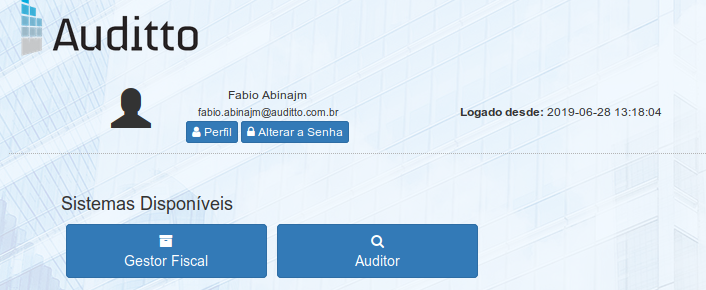 Auditto
Fabio Abinajm
fabio.abinajm@auditto.com.br
Logado desde: 2019-06-28 13:18:04
Perfil
Alterar a Senha
Sistemas Disponíveis
Gestor Fiscal
Auditor